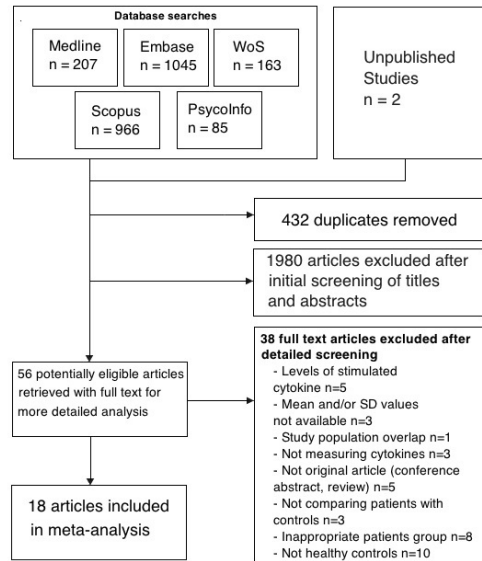 Database searches
Medline
n = 207
Embase
n = 1045
WoS
n = 163
Scopus
n = 966
PsycoInfo
n = 85
Unpublished
Studies
n = 2
432 duplicates removed
1980 articles excluded after
initial screening of titles
and abstracts
56 potentially eligible articles
retrieved with full text for
more detailed analysis
38 full text articles excluded after
detailed screening
- Levels of stimulated
cytokine n=5
- Mean and/or SD values
not available n=3
- Study population overlap n=1
- Not measuring cytokines n=3
- Not original article (conference
abstract, review) n=5
- Not comparing patients with
controls n=3
- Inappropriate patients group n=8
- Not healthy controls n=10
18 articles included
in meta-analysis